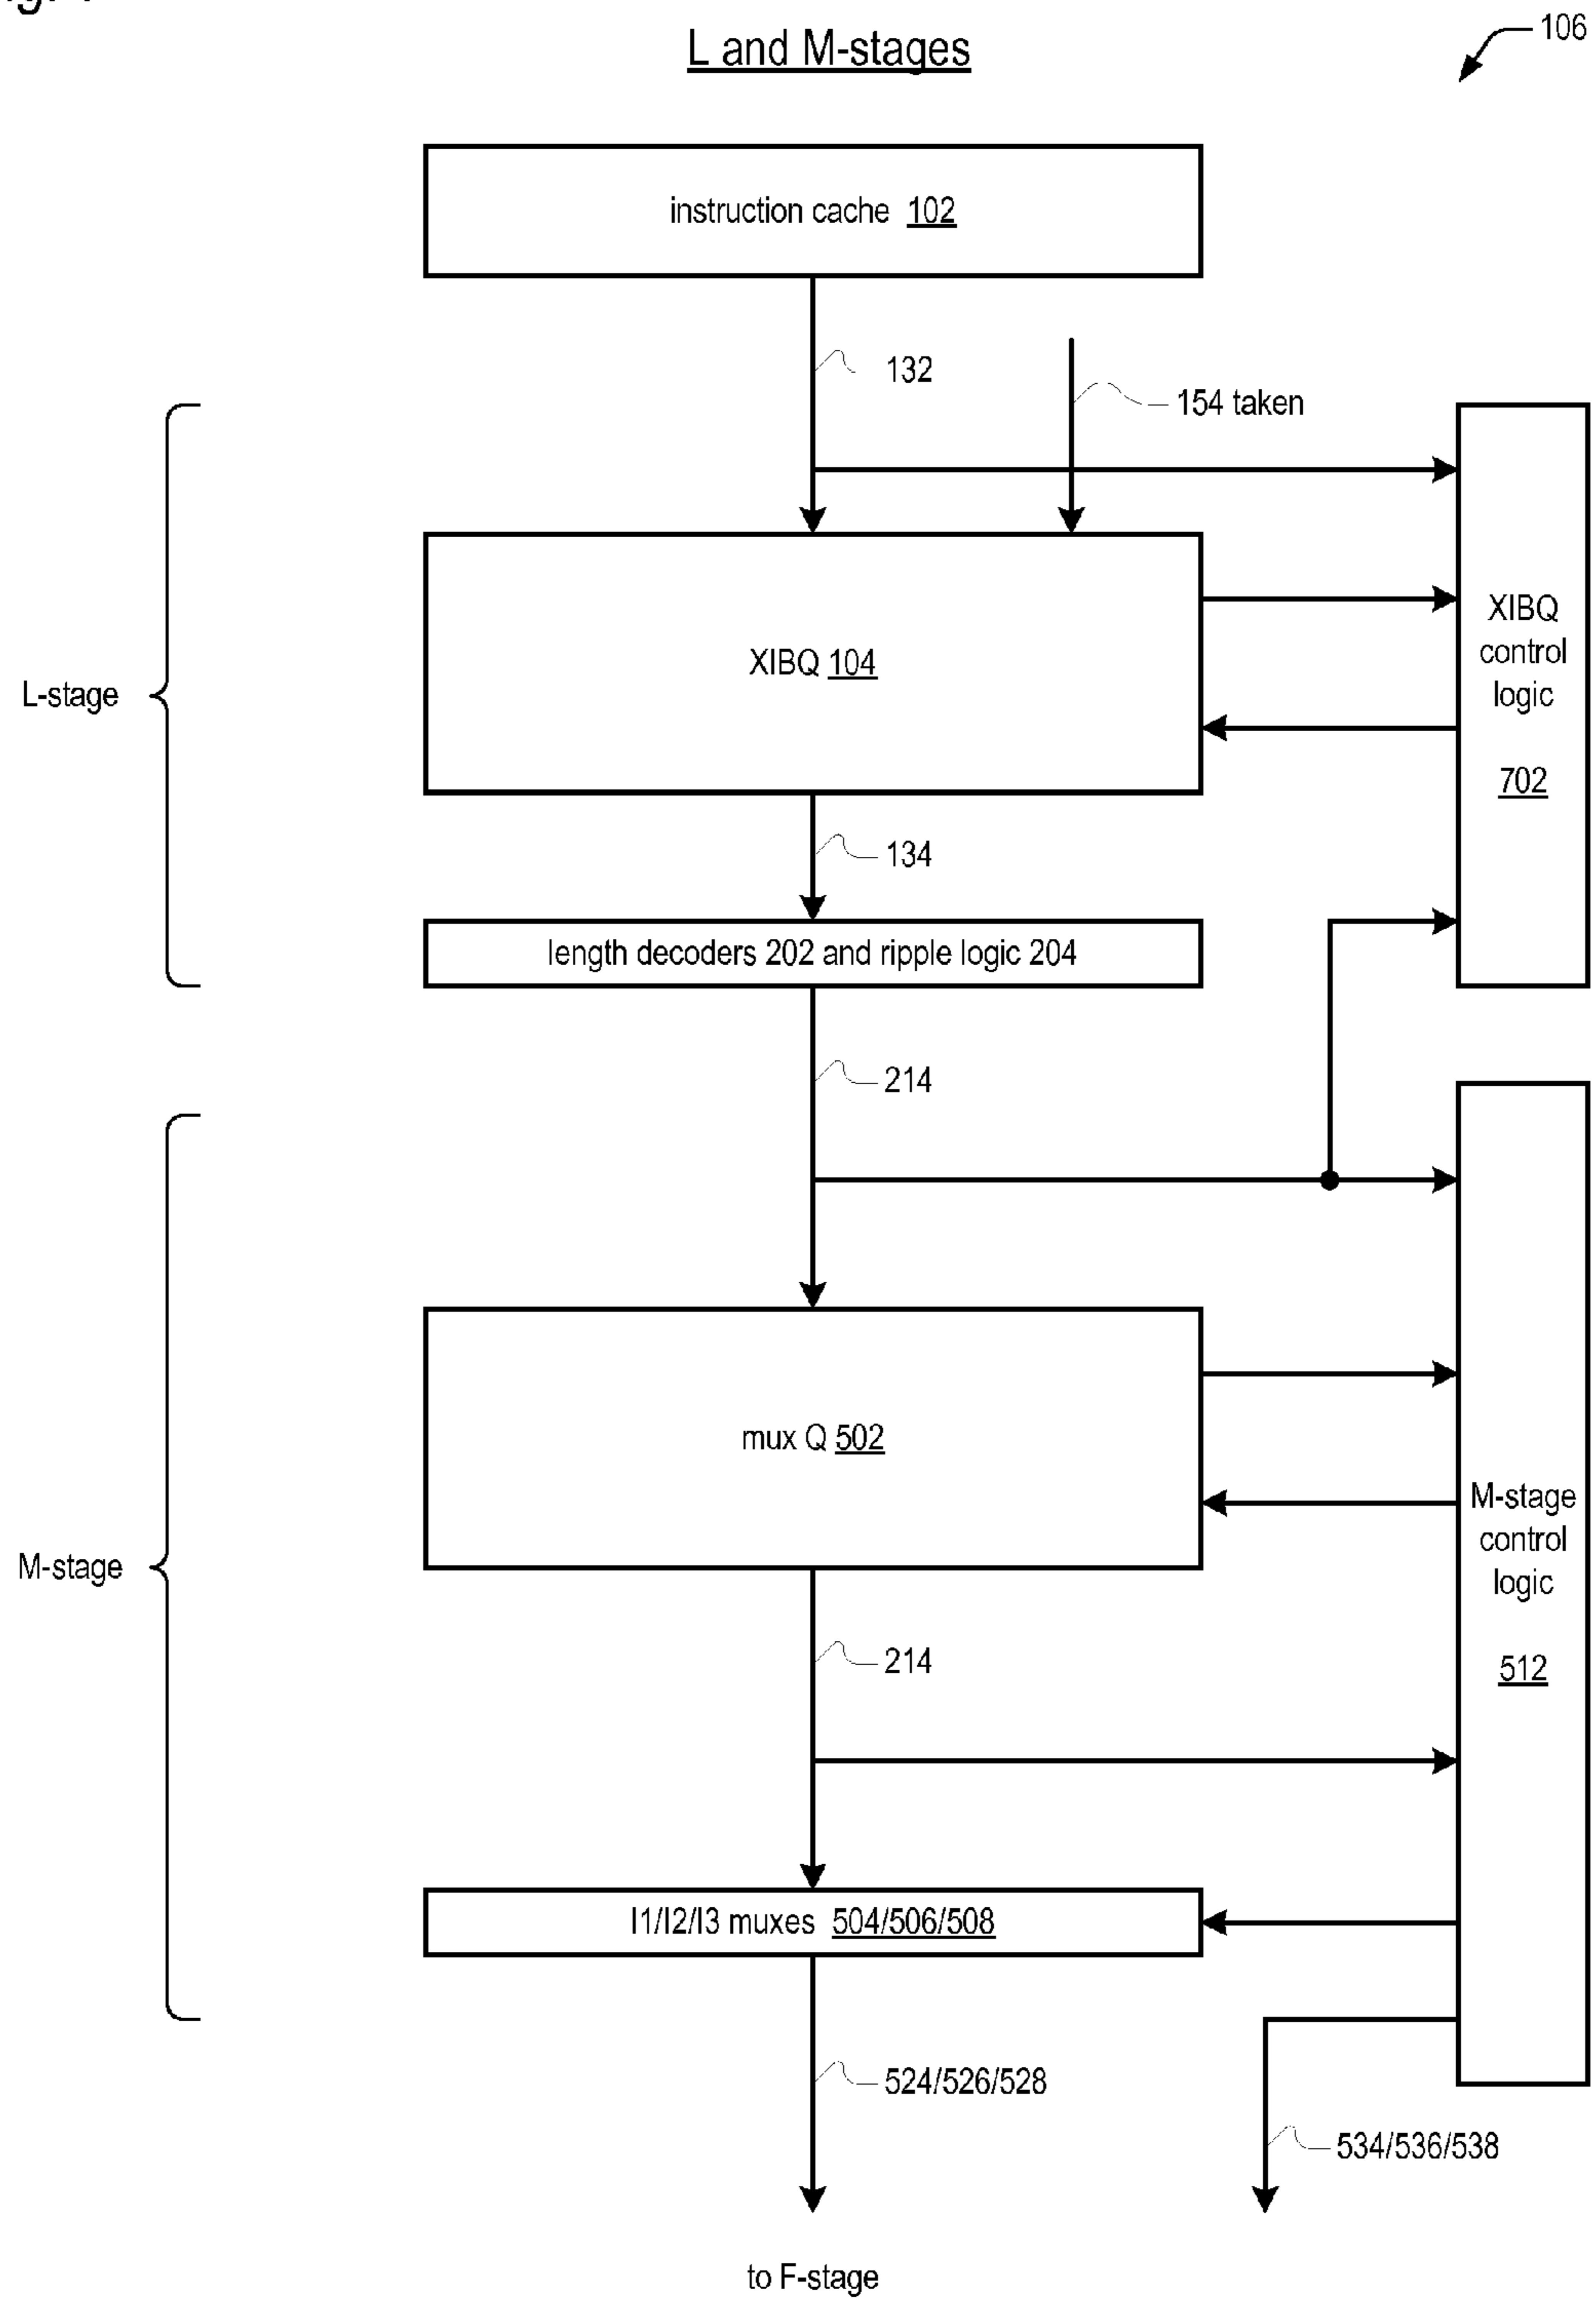 L and M-stages
106
instruction cache 102
132
154 taken
XIBQ
control
logic
702
XIBQ 104
L-stage
134
length decoders 202 and ripple logic 204
214
mux Q 502
M-stage
control
logic
512
M-stage
214
I1/I2/I3 muxes 504/506/508
524/526/528
534/536/538
to F-stage